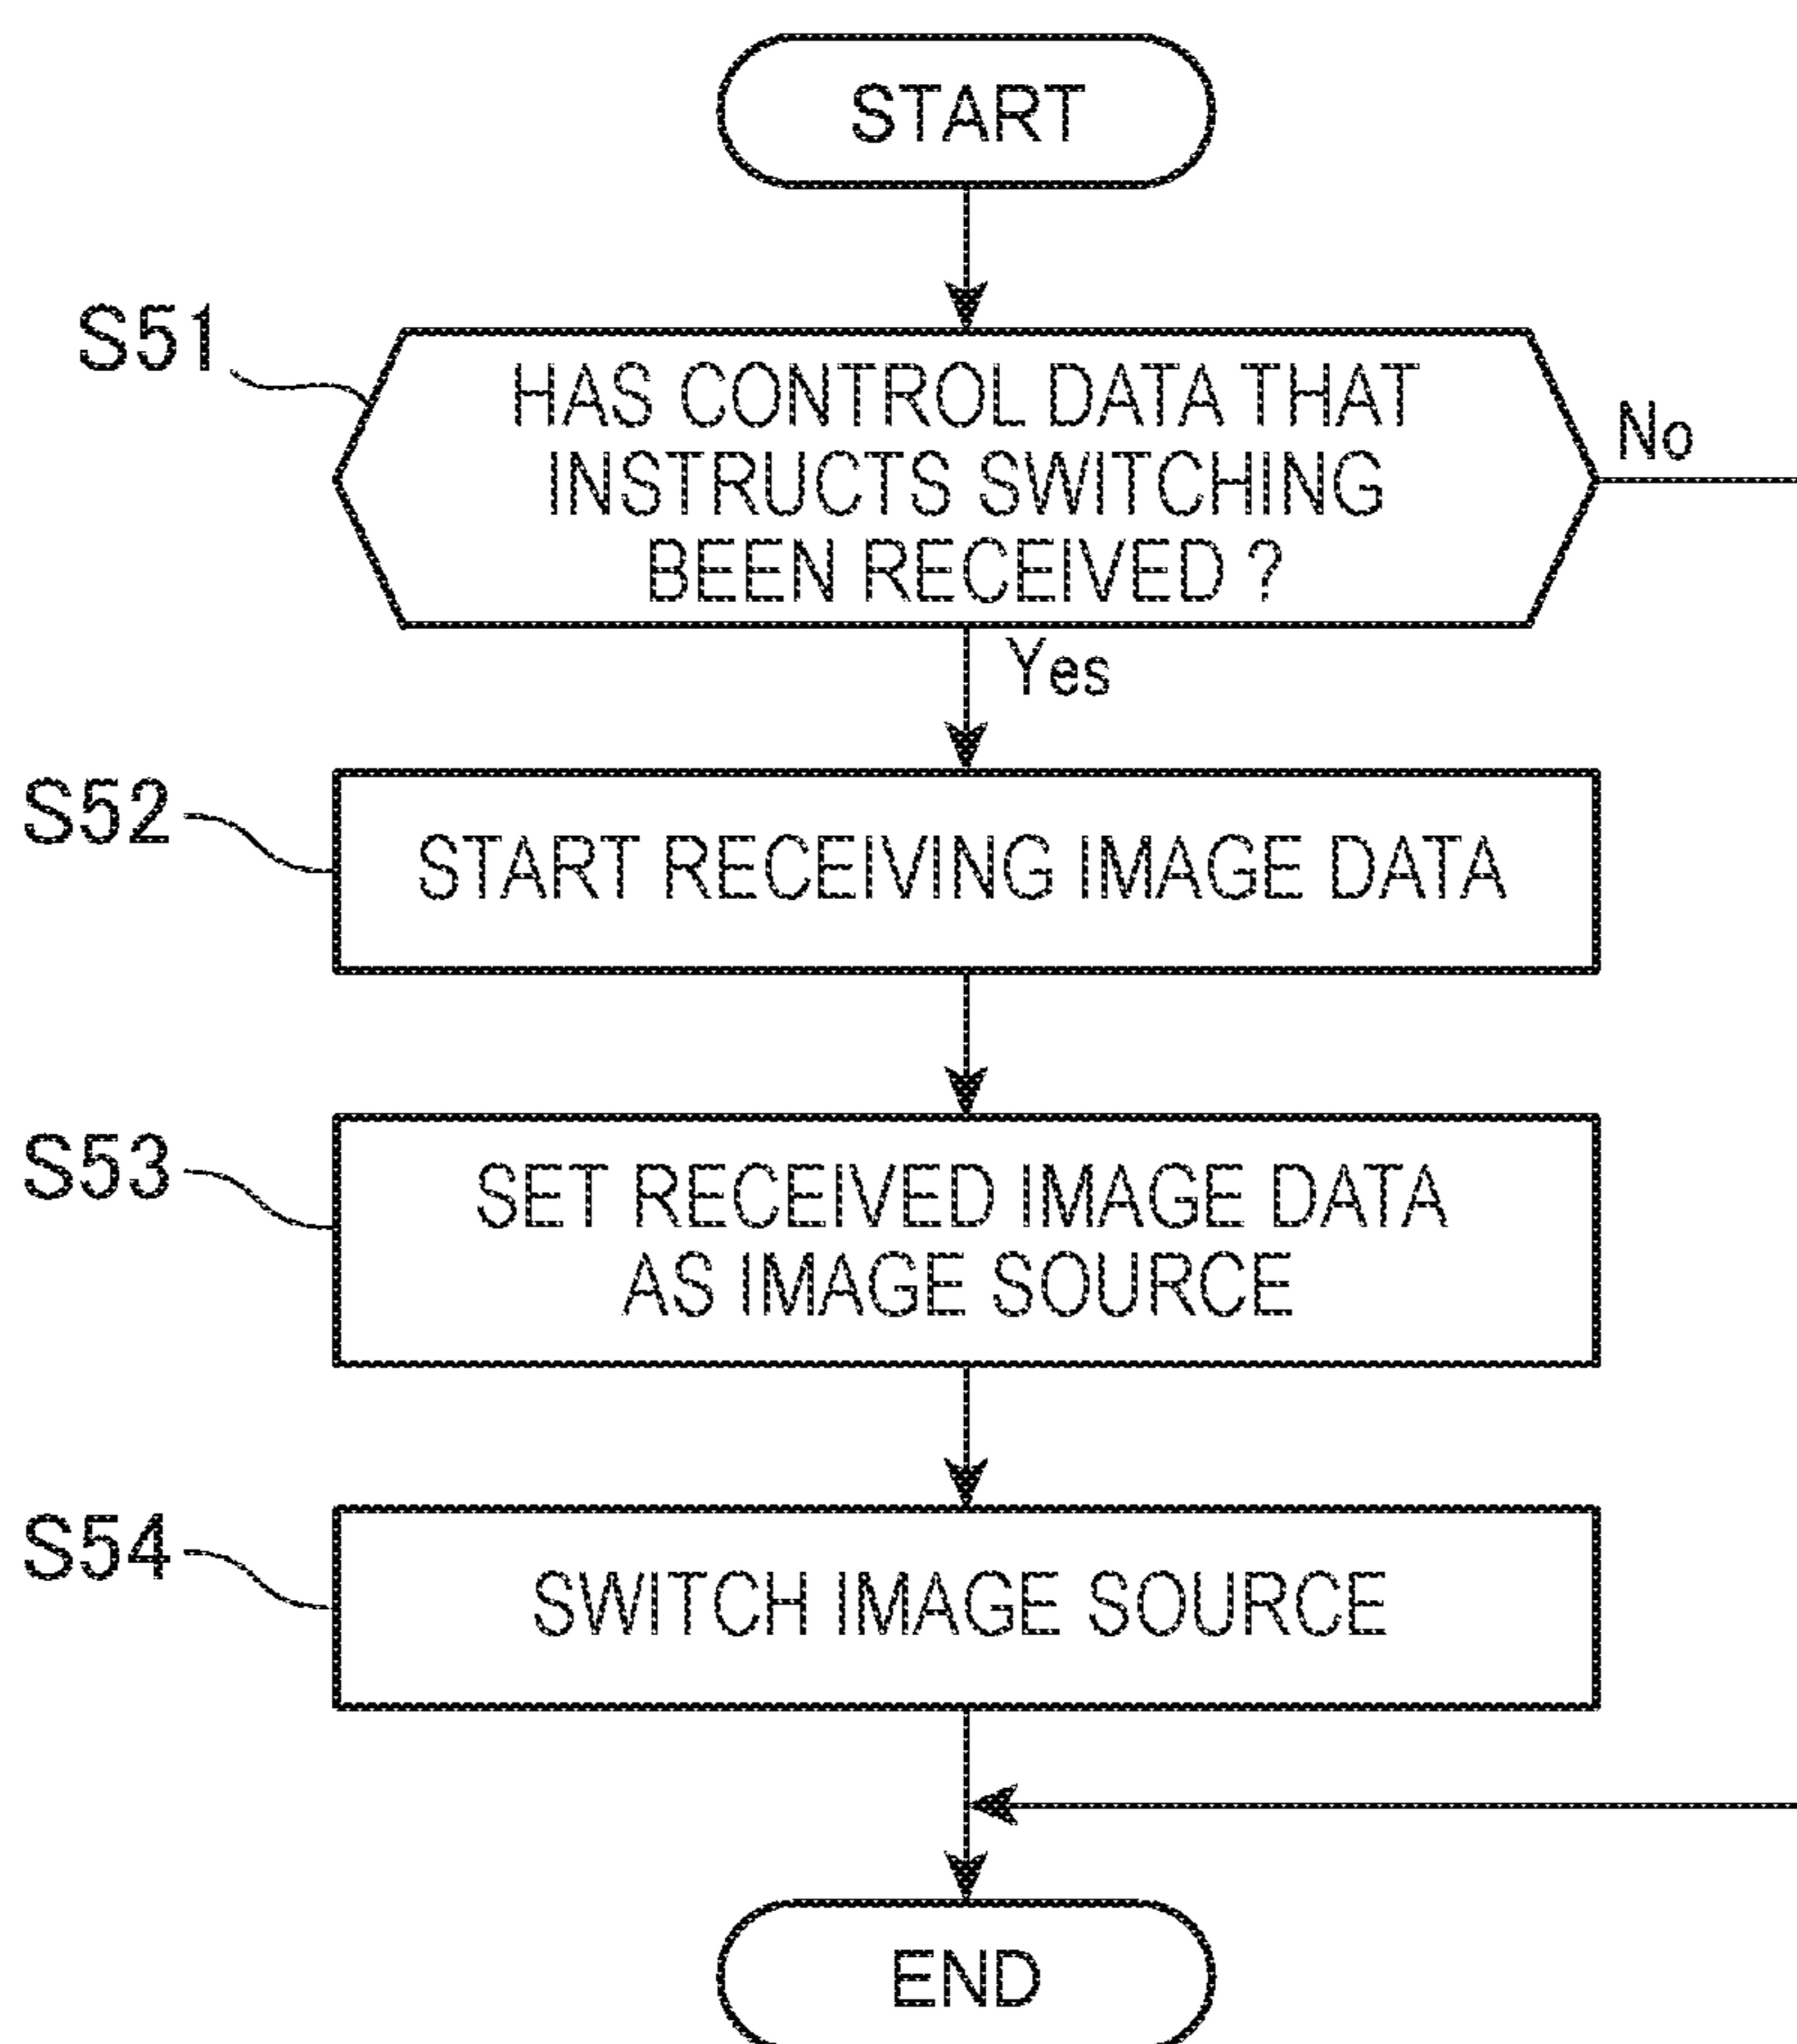 START
S51
HAS CONTROL DATA THAT
INSTRUCTS SWITCHING
BEEN RECEIVED ?
No
Yes
S52
START RECEIVING IMAGE DATA
S53
SET RECEIVED IMAGE DATA
AS IMAGE SOURCE
S54
SWITCH IMAGE SOURCE
END